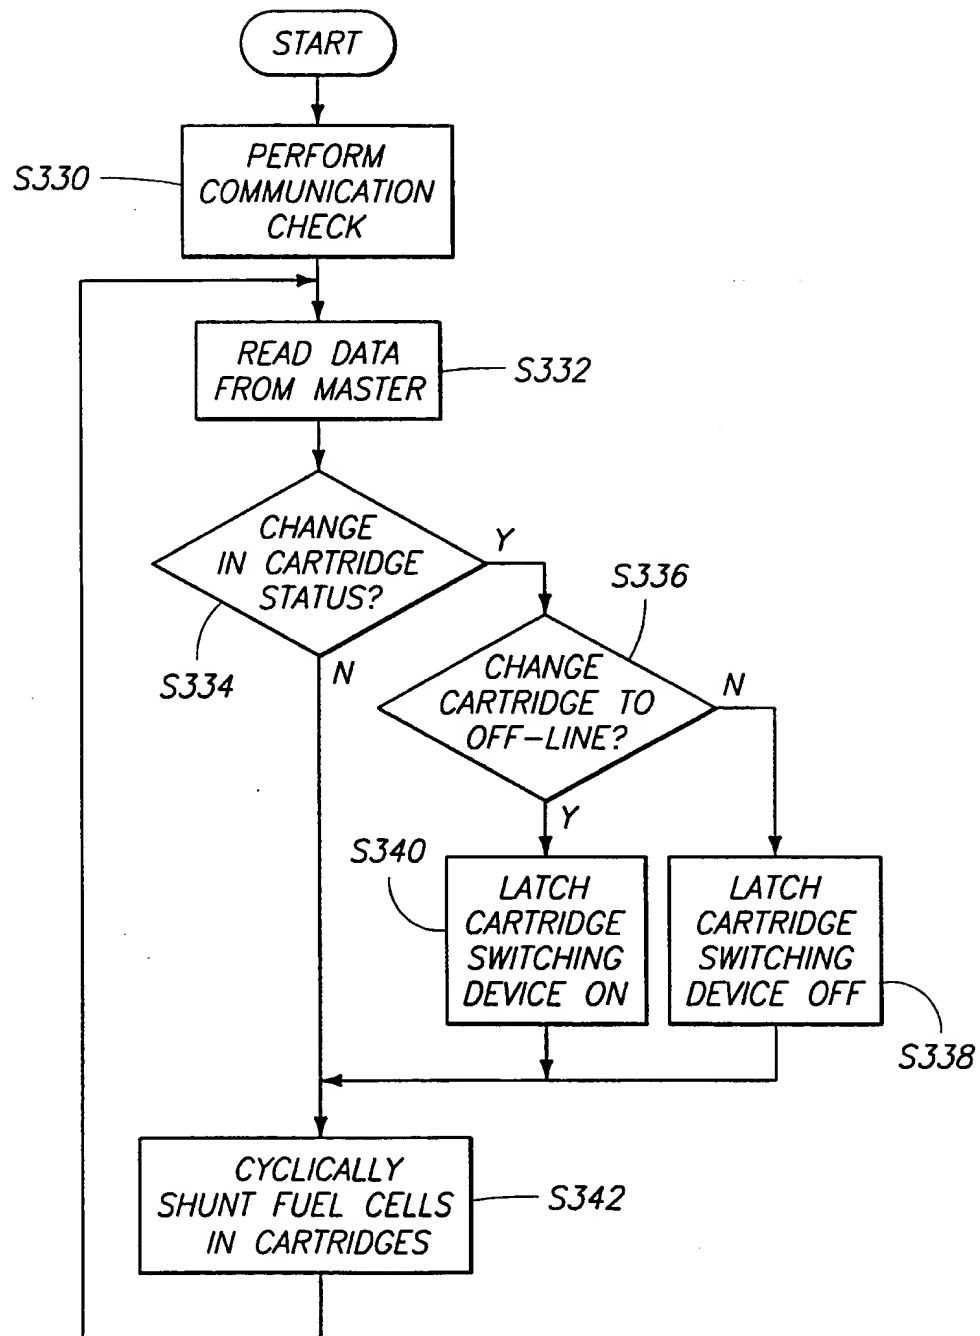 START
S330
PERFORM
COMMUNICATION
CHECK
READ DATA
FROM MASTER
S332
CHANGE
IN CARTRIDGE
STATUS?
Y
S334
N
S336
CHANGE
CARTRIDGE TO
OFF-LINE?
N
Y
S340
LATCH
CARTRIDGE
SWITCHING
DEVICE ON
LATCH
CARTRIDGE
SWITCHING
DEVICE OFF
S338
CYCLICALLY
SHUNT FUEL CELLS
IN CARTRIDGES
S342